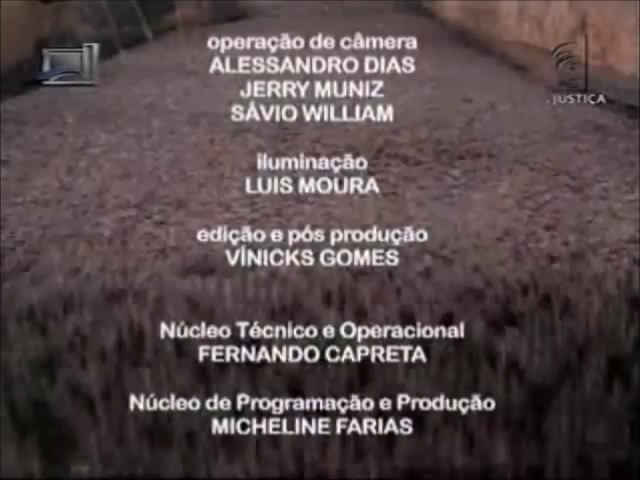 operação de câmera
ALESSANDRO DIAS
JERRY MUNIZ
SÁVIO WILLIAM
JUSTIÇA
iluminação
LUIS MOURA
edição e pós produção
VÍNICKS GOMES
Núcleo Técnico e Operacional
FERNANDO CAPRETA
Núcleo de Programação e Produção
MICHELINE FARIAS